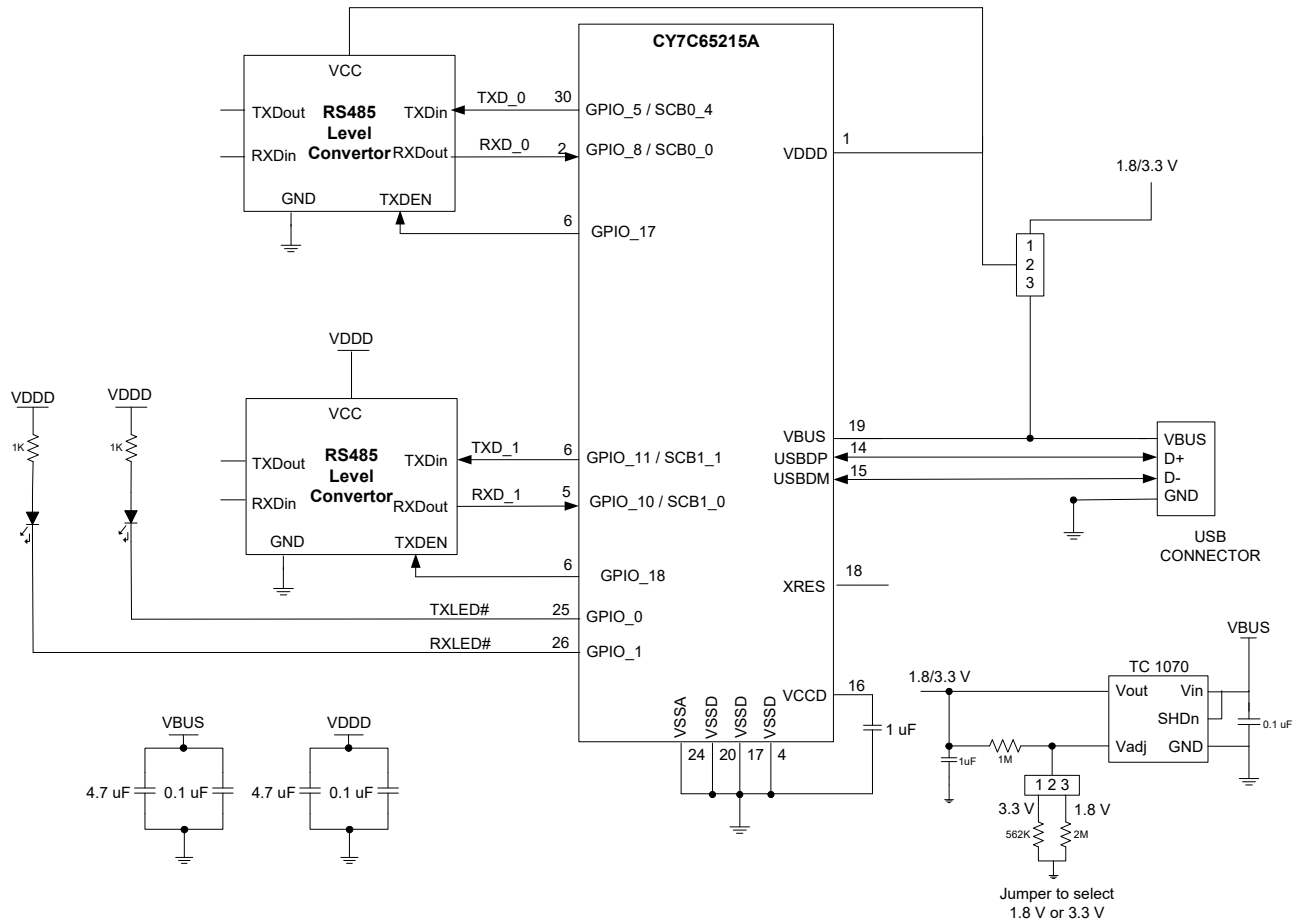 CY7C65215A
VCC
TXDout
RS485
Level
Convertor
TXDin
RXDin
RXDout
GND
TXDEN
TXD_0
30
GPIO_5 / SCB0_4
RXD_0
2
GPIO_8 / SCB0_0
6
GPIO_17
VDDD
1
1.8/3.3 V
1
2
3
VDDD
VCC
TXDout
RS485
Level
Convertor
TXDin
RXDin
RXDout
GND
TXDEN
TXD_1
6
GPIO_11 / SCB1_1
RXD_1
5
GPIO_10 / SCB1_0
6
GPIO_18
VDDD
1K
VDDD
1K
TXLED#
25
GPIO_0
RXLED#
26
GPIO_1
VBUS
19
USBDP
14
USBDM
15
VBUS
D+
D-
GND
USB
CONNECTOR
XRES
18
VCCD
16
1 uF
VSSA
VSSD
VSSD
VSSD
24
20
17
4
VBUS
4.7 uF
0.1 uF
VDDD
4.7 uF
0.1 uF
VBUS
TC 1070
1.8/3.3 V
Vout
Vin
SHDn
Vadj
GND
0.1 uF
1uF
1M
1 2 3
3.3 V
1.8 V
562K
2M
Jumper to select
1.8 V or 3.3 V